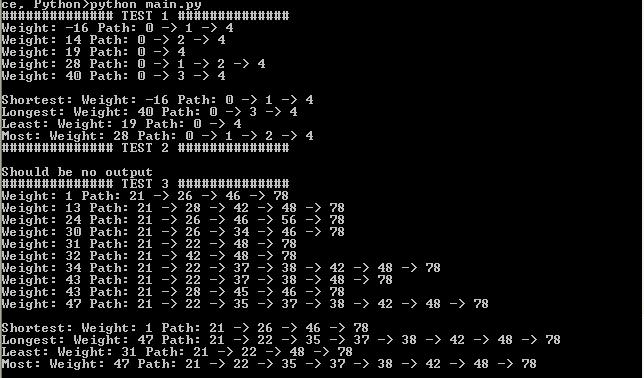 ce, Python>python main.py
############## TEST 1 ##############
Weight: -16 Path: 0 -> 1 -> 4
Weight: 14 Path: 0 -> 2 -> 4
Weight: 19 Path: 0 -> 4
Weight: 28 Path: 0 -> 1 -> 2 -> 4
Weight: 40 Path: 0 -> 3 -> 4
Shortest: Weight: -16 Path: 0 -> 1 -> 4
Longest: Weight: 40 Path: 0 -> 3 -> 4
Least: Weight: 19 Path: 0 -> 4
Most: Weight: 28 Path: 0 -> 1 -> 2 -> 4
############## TEST 2 ##############
Should be no output
############## TEST 3 ##############
Weight: 1 Path: 21 -> 26 -> 46 -> 78
Weight: 13 Path: 21 -> 28 -> 42 -> 48 -> 78
Weight: 24 Path: 21 -> 26 -> 46 -> 56 -> 78
Weight: 30 Path: 21 -> 26 -> 34 -> 46 -> 78
Weight: 31 Path: 21 -> 22 -> 48 -> 78
Weight: 32 Path: 21 -> 42 -> 48 -> 78
Weight: 34 Path: 21 -> 22 -> 37 -> 38 -> 42 -> 48 -> 78
Weight: 43 Path: 21 -> 22 -> 37 -> 38 -> 48 -> 78
Weight: 43 Path: 21 -> 28 -> 45 -> 46 -> 78
Weight: 47 Path: 21 -> 22 -> 35 -> 37 -> 38 -> 42 -> 48 -> 78
Shortest: Weight: 1 Path: 21 -> 26 -> 46 -> 78
Longest: Weight: 47 Path: 21 -> 22 -> 35 -> 37 -> 38 -> 42 -> 48 -> 78
Least: Weight: 31 Path: 21 -> 22 -> 48 -> 78
Most: Weight: 47 Path: 21 -> 22 -> 35 -> 37 -> 38 -> 42 -> 48 -> 78